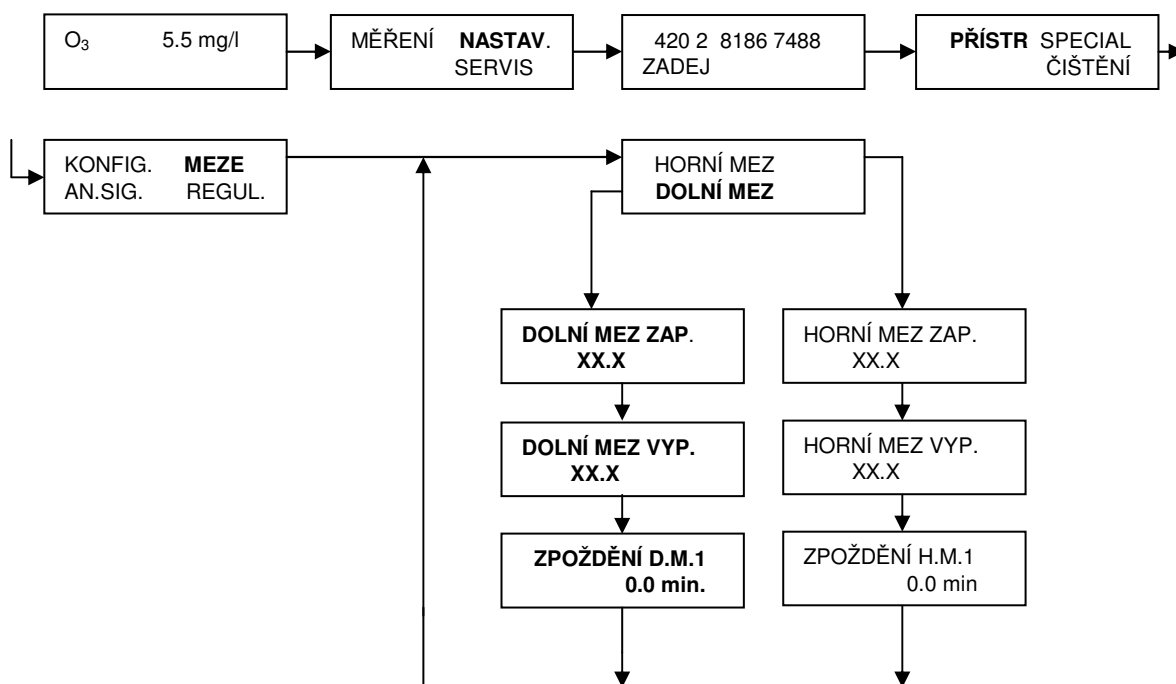 O₃ 5.5 mg/l
MĚŘENÍ NASTAV.
SERVIS
420 2 8186 7488
ZADEJ
PŘÍSTR SPECIAL
ČIŠTĚNÍ
KONFIG. MEZE
AN.SIG. REGUL.
HORNÍ MEZ
DOLNÍ MEZ
DOLNÍ MEZ ZAP.
XX.X
HORNÍ MEZ ZAP.
XX.X
DOLNÍ MEZ VYP.
XX.X
HORNÍ MEZ VYP.
XX.X
ZPOŽDĚNÍ D.M.1
0.0 min.
ZPOŽDĚNÍ H.M.1
0.0 min